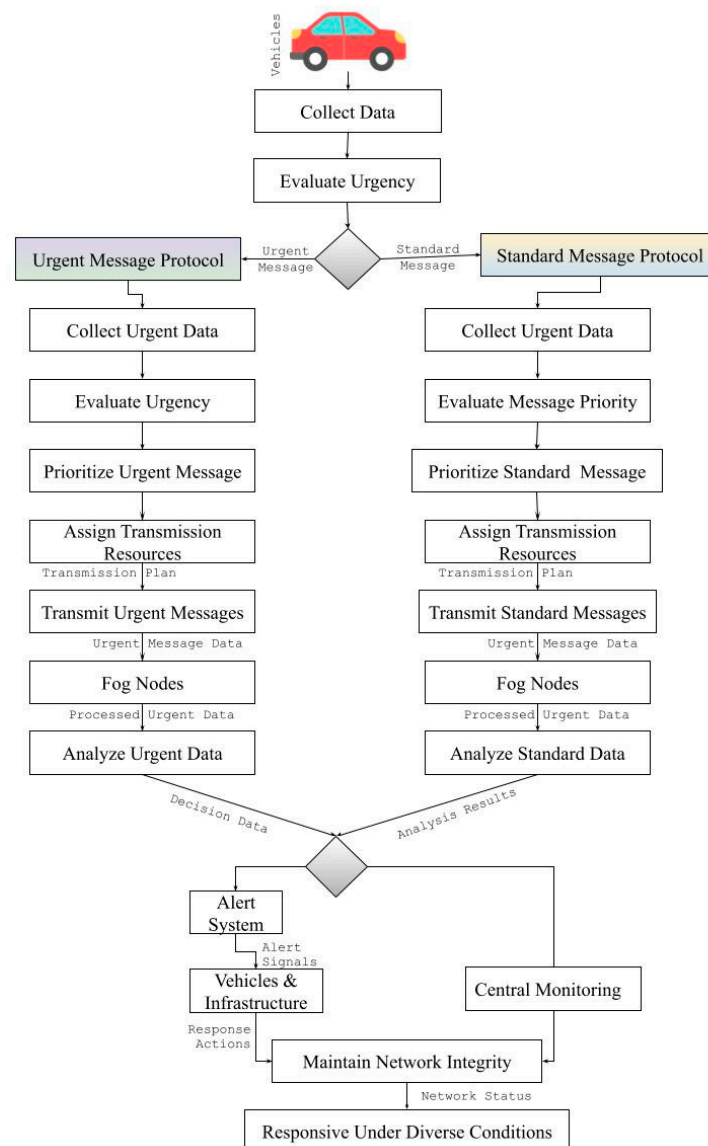 Vehicles
Collect Data
Evaluate Urgency
Urgent
Message
Standard
Message
Urgent Message Protocol
Standard Message Protocol
Collect Urgent Data
Collect Urgent Data
Evaluate Urgency
Evaluate Message Priority
Prioritize Urgent Message
Prioritize Standard Message
Assign Transmission
Resources
Assign Transmission
Resources
Transmission Plan
Transmission Plan
Transmit Urgent Messages
Transmit Standard Messages
Urgent Message Data
Urgent Message Data
Fog Nodes
Fog Nodes
Processed Urgent Data
Processed Urgent Data
Analyze Urgent Data
Analyze Standard Data
Decision Data
Analysis Results
Alert
System
Alert
Signals
Vehicles &
Infrastructure
Central Monitoring
Response
Actions
Maintain Network Integrity
Network Status
Responsive Under Diverse Conditions